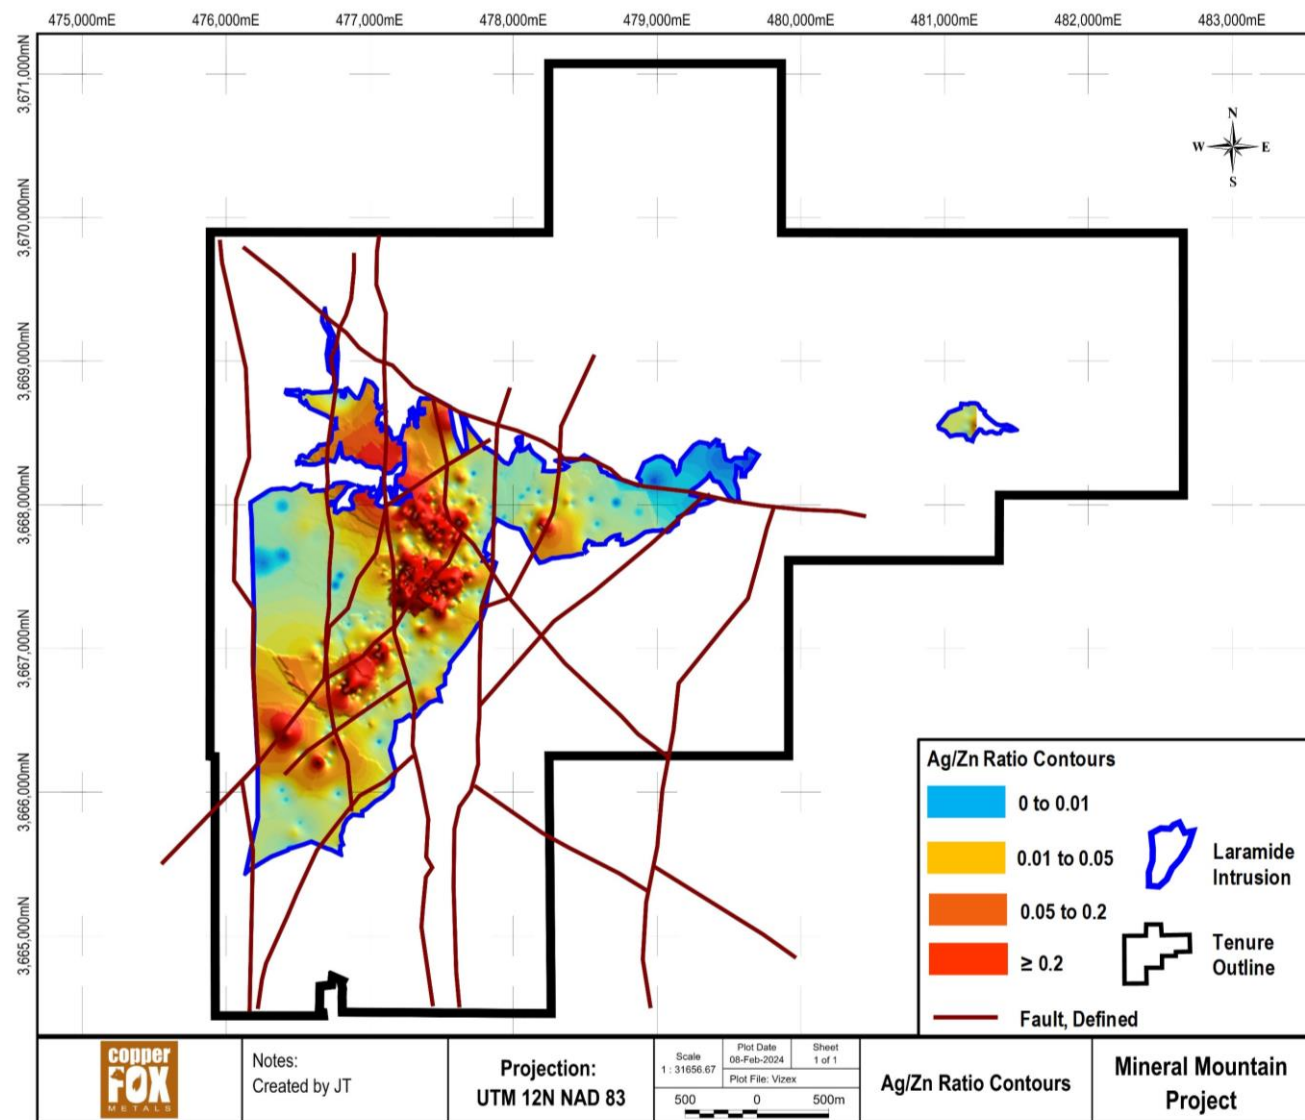 475,000mE 476,000mE 477,000mE 478,000mE 479,000mE 480,000mE 481,000mE 482,000mE 483,000mE
3,671,000mN
3,670,000mN
3,669,000mN
3,668,000mN
3,667,000mN
3,666,000mN
3,665,000mN
N
W E
S
Ag/Zn Ratio Contours
0 to 0.01
0.01 to 0.05
0.05 to 0.2
≥ 0.2
Fault, Defined
Laramide
Intrusion
Tenure
Outline
copper
FOX
METALS
Notes:
Created by JT
Projection:
UTM 12N NAD 83
Scale
1 : 31656.67
Plot Date
08-Feb-2024
Sheet
1 of 1
Plot File: Vizex
500 0 500m
Ag/Zn Ratio Contours
Mineral Mountain
Project